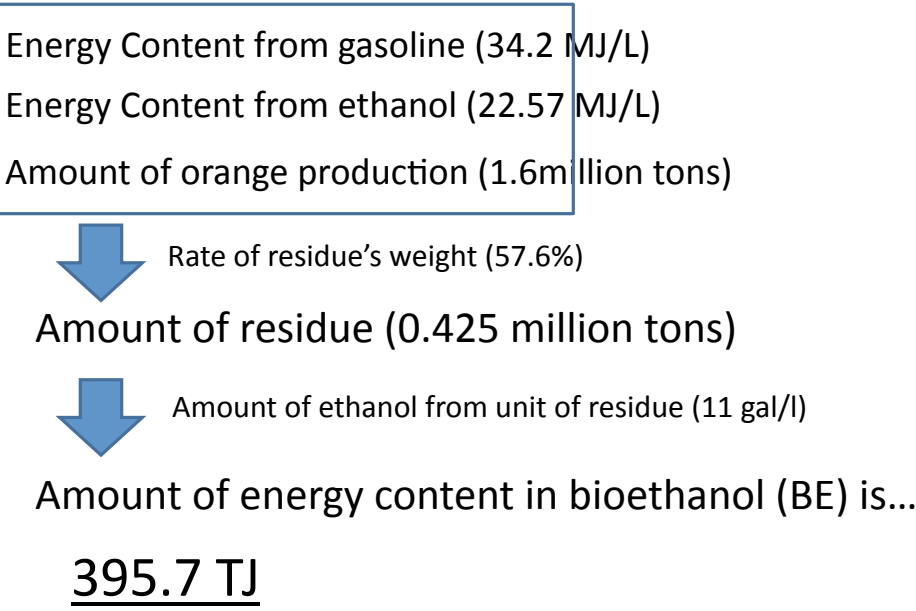 Energy Content from gasoline (34.2 MJ/L)
Energy Content from ethanol (22.57 MJ/L)
Amount of orange production (1.6million tons)
Rate of residue's weight (57.6%)
Amount of residue (0.425 million tons)
Amount of ethanol from unit of residue (11 gal/l)
Amount of energy content in bioethanol (BE) is…
395.7 TJ